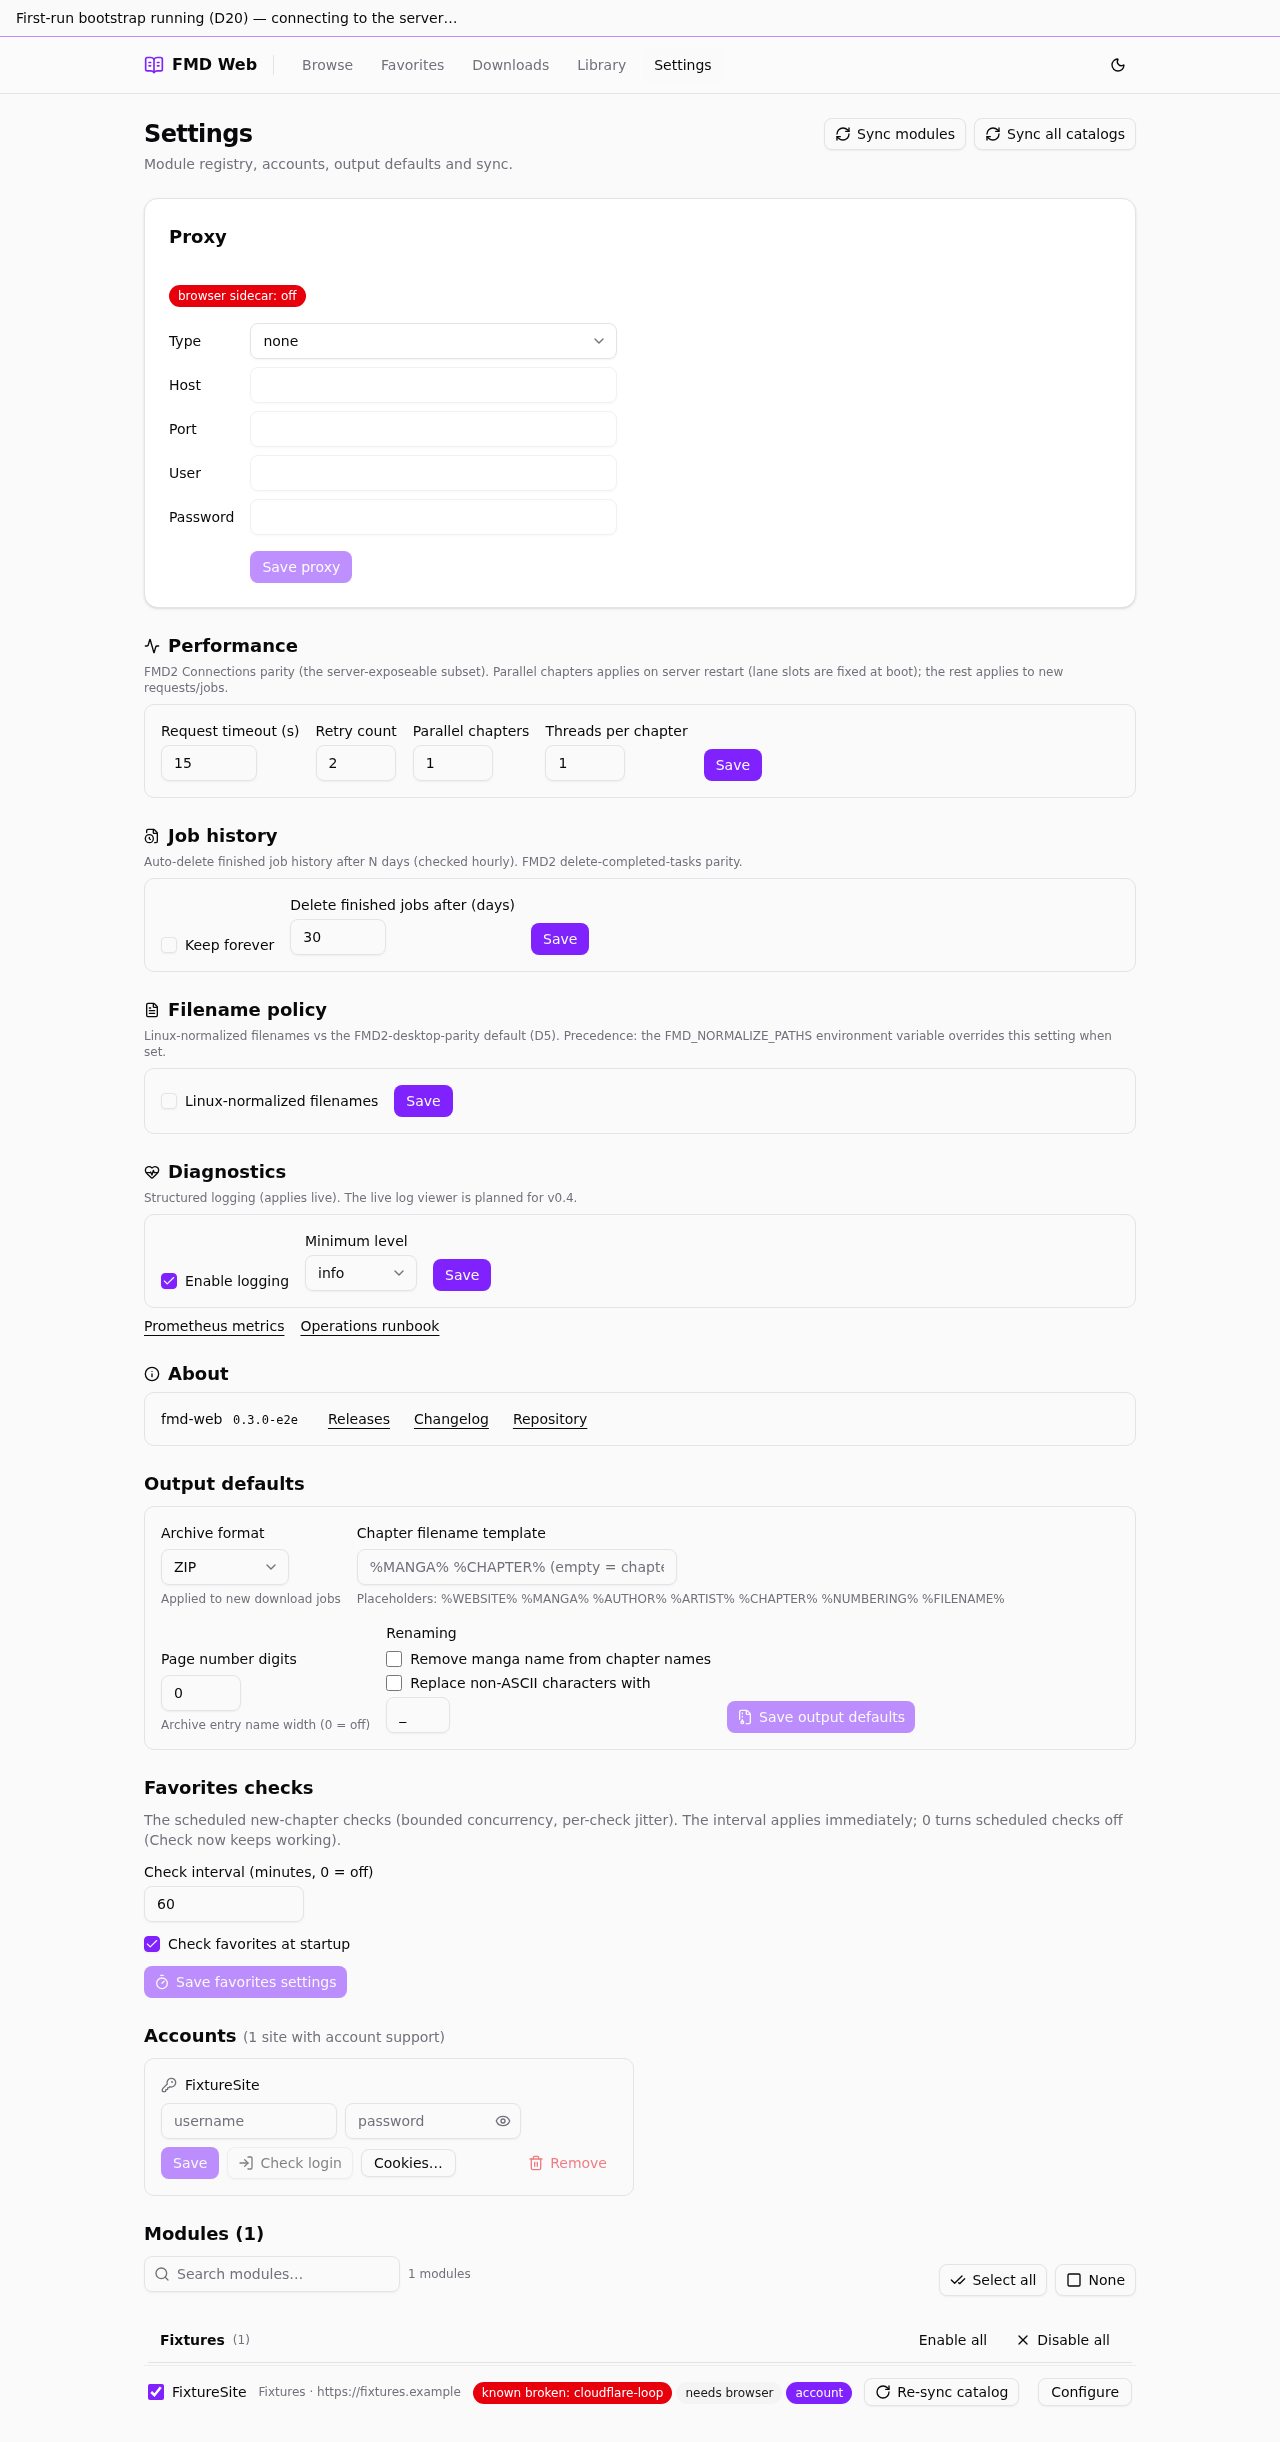 First-run bootstrap running (D20) — connecting to the server…
FMD Web
Browse
Favorites
Downloads
Library
Settings
Settings
Sync modules
Sync all catalogs
Module registry, accounts, output defaults and sync.
Proxy
browser sidecar: off
Type
none
Host
Port
User
Password
Save proxy
Performance
FMD2 Connections parity (the server-exposeable subset). Parallel chapters applies on server restart (lane slots are fixed at boot); the rest applies to new
requests/jobs.
Request timeout (s)
Retry count
Parallel chapters
Threads per chapter
15
2
1
1
Save
Job history
Auto-delete finished job history after N days (checked hourly). FMD2 delete-completed-tasks parity.
Delete finished jobs after (days)
Keep forever
30
Save
Filename policy
Linux-normalized filenames vs the FMD2-desktop-parity default (D5). Precedence: the FMD_NORMALIZE_PATHS environment variable overrides this setting when
set.
Linux-normalized filenames
Save
Diagnostics
Structured logging (applies live). The live log viewer is planned for v0.4.
Minimum level
Enable logging
info
Save
Prometheus metrics
Operations runbook
About
fmd-web 0.3.0-e2e
Releases
Changelog
Repository
Output defaults
Archive format
Chapter filename template
ZIP
%MANGA% %CHAPTER% (empty = chapte
Applied to new download jobs
Placeholders: %WEBSITE% %MANGA% %AUTHOR% %ARTIST% %CHAPTER% %NUMBERING% %FILENAME%
Renaming
Page number digits
Remove manga name from chapter names
Replace non-ASCII characters with
0
_
Save output defaults
Archive entry name width (0 = off)
Favorites checks
The scheduled new-chapter checks (bounded concurrency, per-check jitter). The interval applies immediately; 0 turns scheduled checks off
(Check now keeps working).
Check interval (minutes, 0 = off)
60
Check favorites at startup
Save favorites settings
Accounts (1 site with account support)
FixtureSite
username
password
Save
Check login
Cookies…
Remove
Modules (1)
Search modules…
1 modules
Select all
None
Fixtures (1)
Enable all
Disable all
FixtureSite
Fixtures · https://fixtures.example
known broken: cloudflare-loop
needs browser
account
Re-sync catalog
Configure